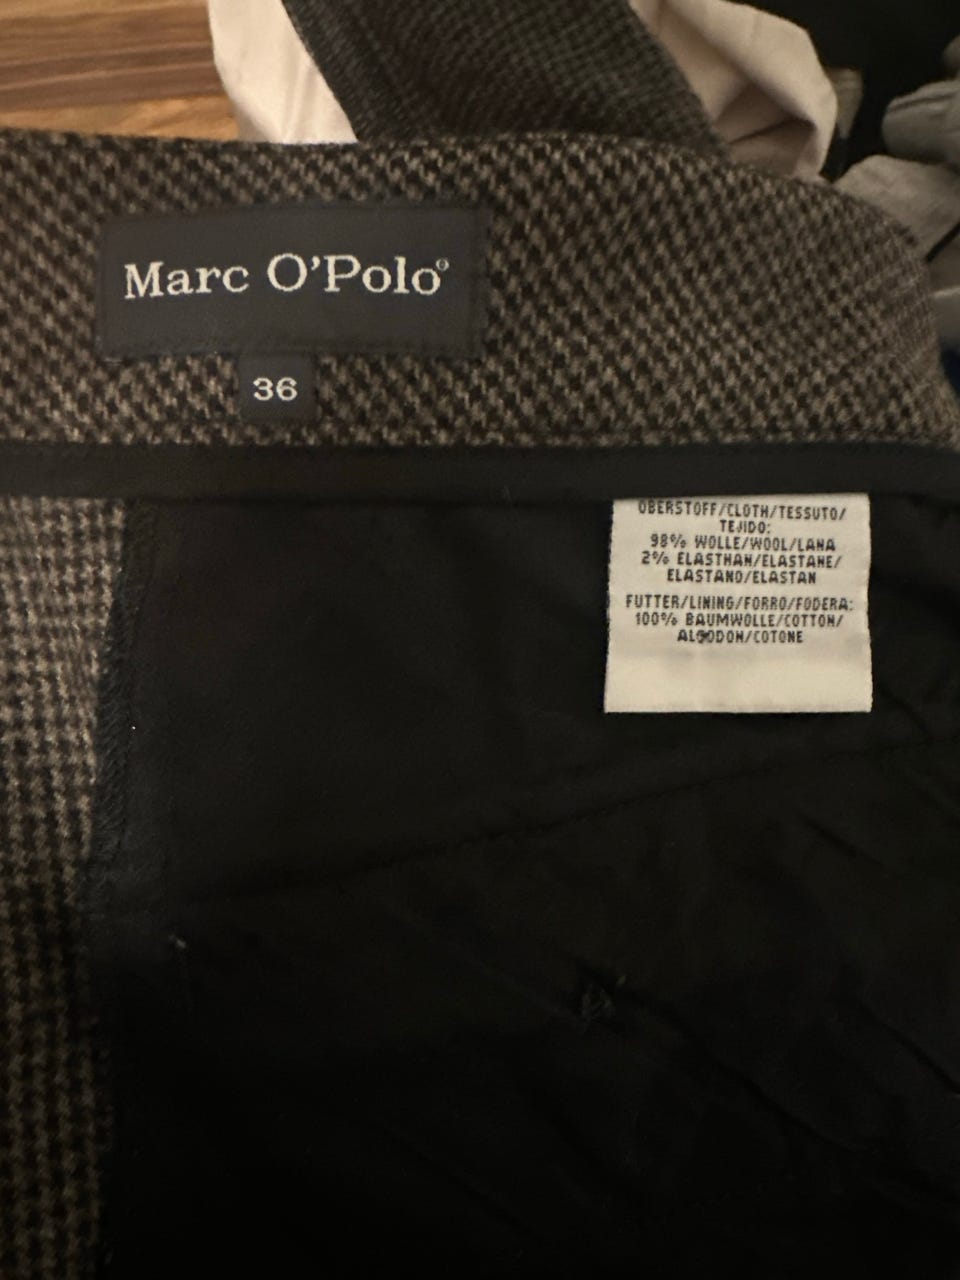 Marc O'Polo®
36
OBERSTOFF/CLOTH/TESSUTO/
TEJIDO:
98% WOLLE/WOOL/LANA
2% ELASTHAN/ELASTANE/
ELASTANO/ELASTAN
FUTTER/LINING/FORRO/FODERA:
100% BAUMWOLLE/COTTON/
ALGODON/COTONE